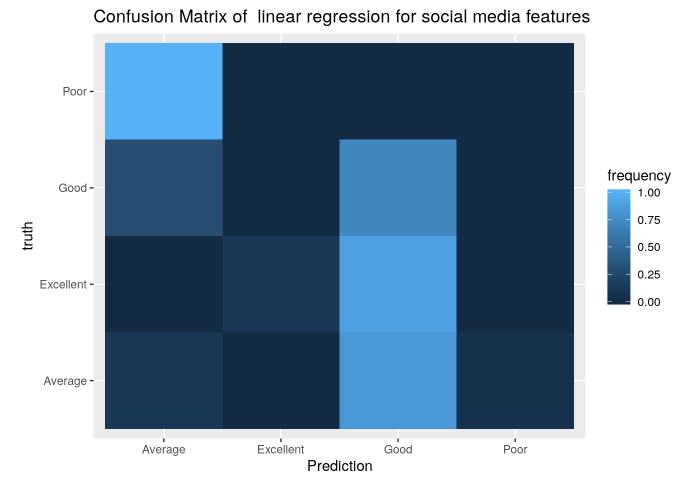 Confusion Matrix of  linear regression for social media features
truth
Poor
Good
Excellent
Average
Average
Excellent
Good
Poor
Prediction
frequency
1.00
0.75
0.50
0.25
0.00